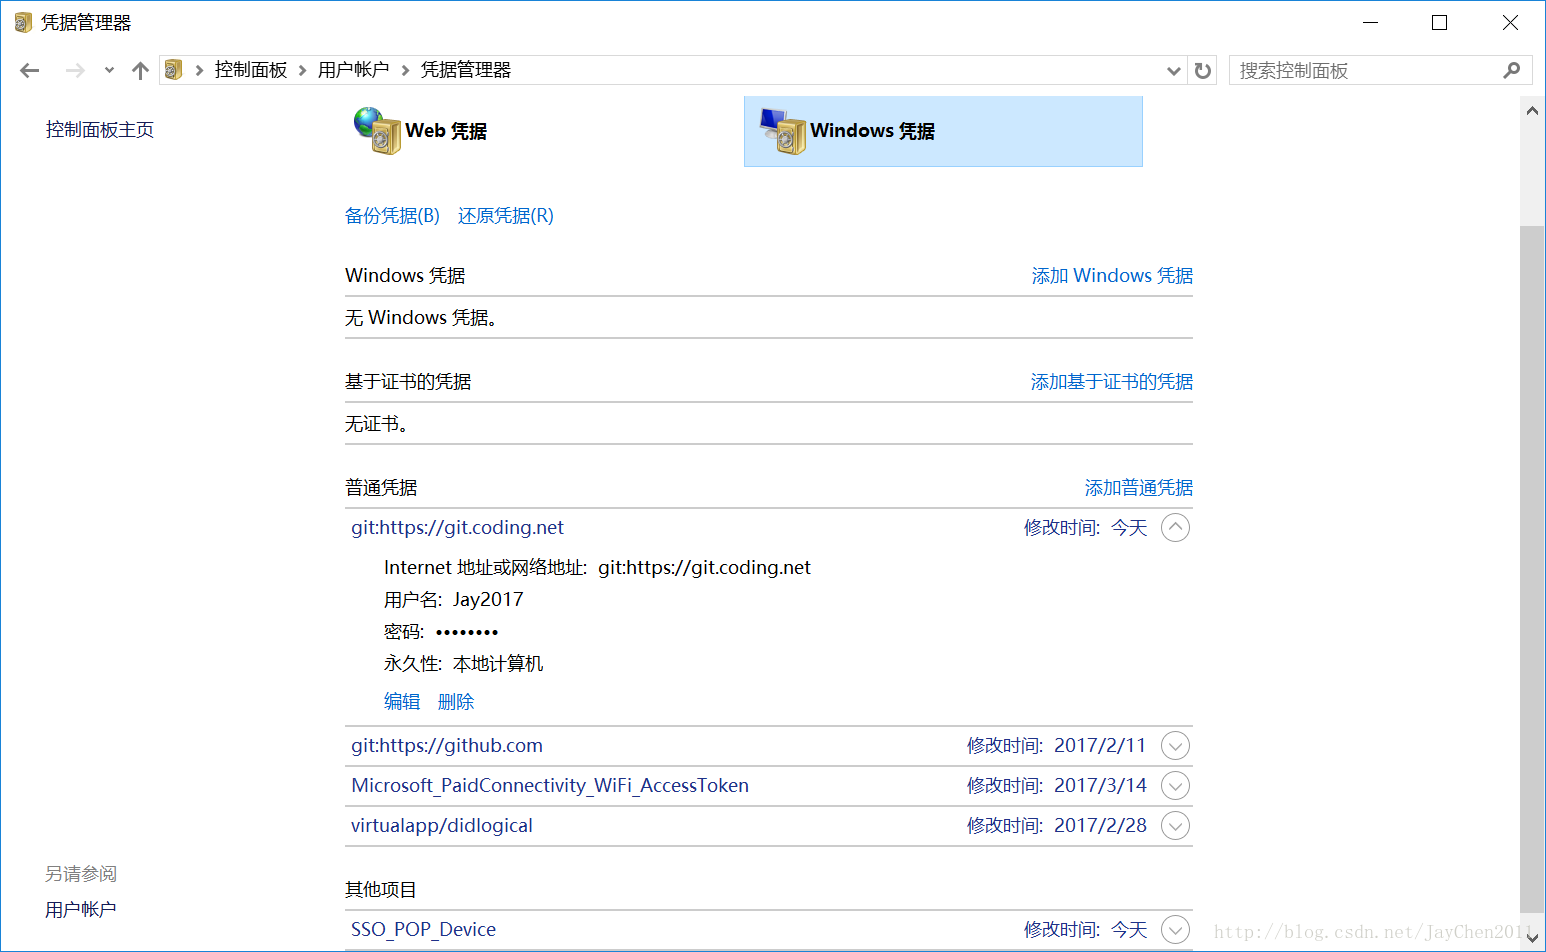 凭据管理器
控制面板 用户帐户 凭据管理器 搜索控制面板
控制面板主页
Web 凭据 Windows 凭据
备份凭据(B) 还原凭据(R)
Windows 凭据 添加 Windows 凭据
无 Windows 凭据。
基于证书的凭据 添加基于证书的凭据
无证书。
普通凭据 添加普通凭据
git:https://git.coding.net 修改时间: 今天
Internet 地址或网络地址: git:https://git.coding.net
用户名: Jay2017
密码: ••••••••
永久性: 本地计算机
编辑 删除
git:https://github.com 修改时间: 2017/2/11
Microsoft_PaidConnectivity_WiFi_AccessToken 修改时间: 2017/3/14
virtualapp/didlogical 修改时间: 2017/2/28
其他项目
SSO_POP_Device 修改时间: 今天
另请参阅
用户帐户
http://blog.csdn.net/JayChen2011